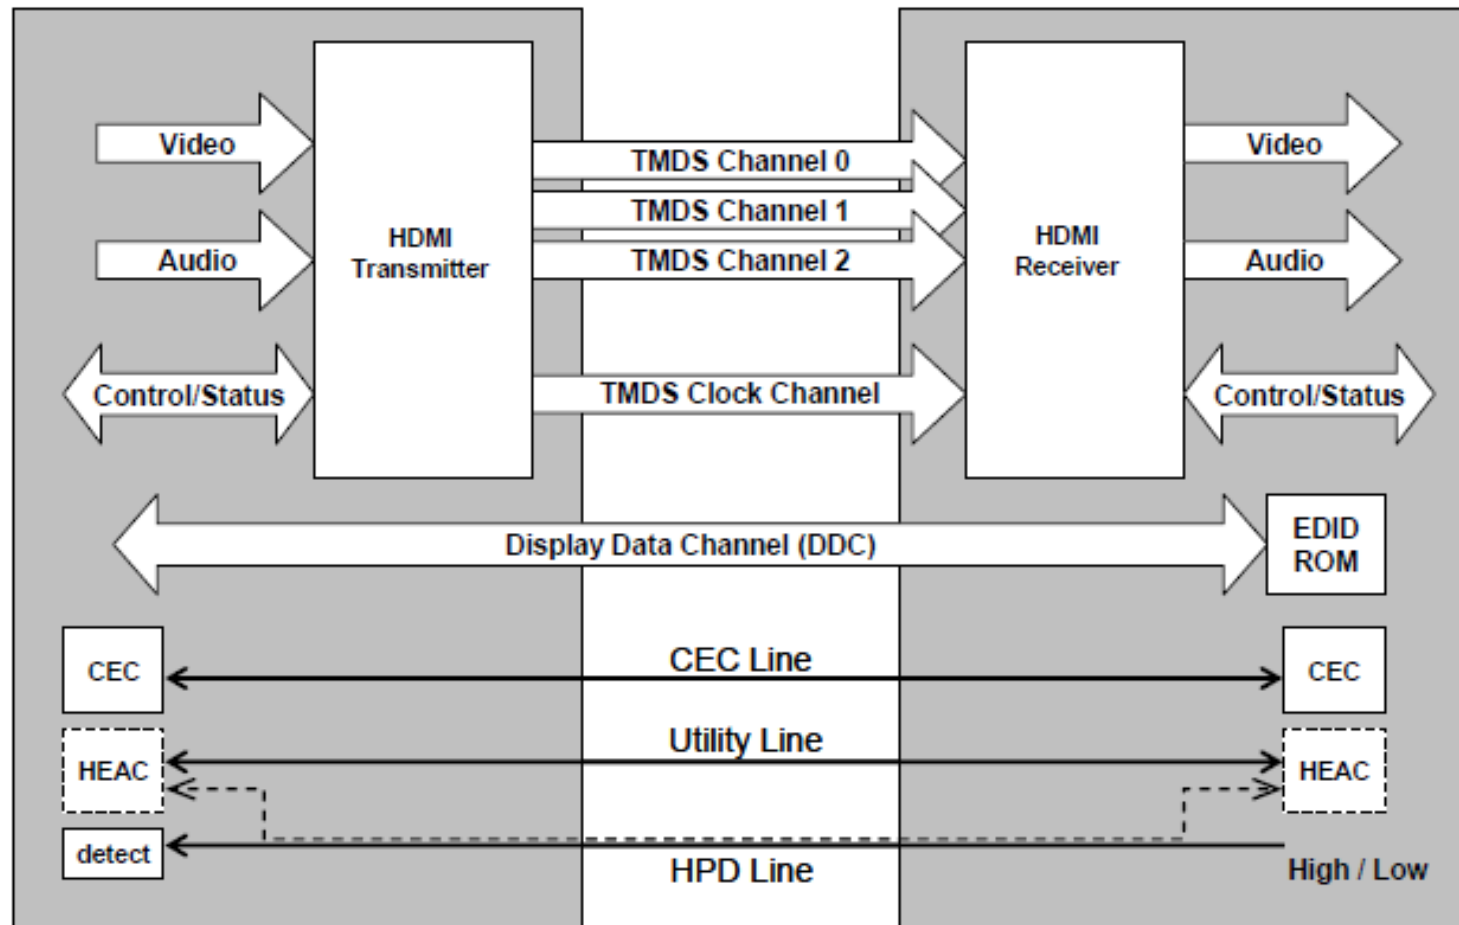 Video
Audio
Control/Status
HDMI
Transmitter
TMDS Channel 0
TMDS Channel 1
TMDS Channel 2
TMDS Clock Channel
HDMI
Receiver
Video
Audio
Control/Status
Display Data Channel (DDC)
EDID
ROM
CEC
CEC Line
CEC
HEAC
Utility Line
HEAC
detect
HPD Line
High / Low